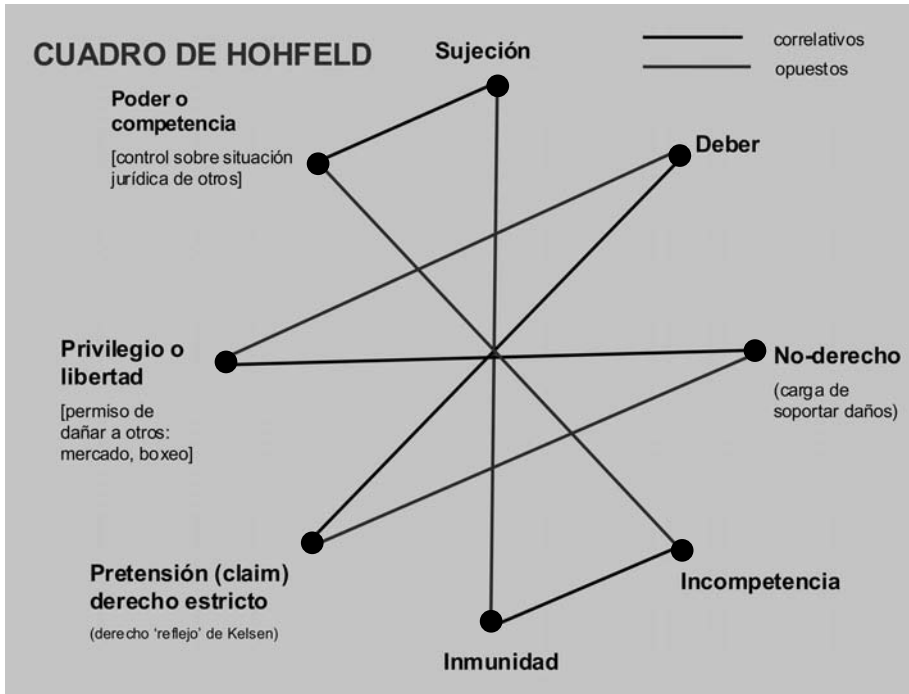 CUADRO DE HOHFELD
Sujeción
correlativos
opuestos
Poder o
competencia
[control sobre situación
jurídica de otros]
Deber
Privilegio o
libertad
[permiso de
dañar a otros:
mercado, boxeo]
No-derecho
(carga de
soportar daños)
Pretensión (claim)
derecho estricto
(derecho ‘reflejo’ de Kelsen)
Incompetencia
Inmunidad